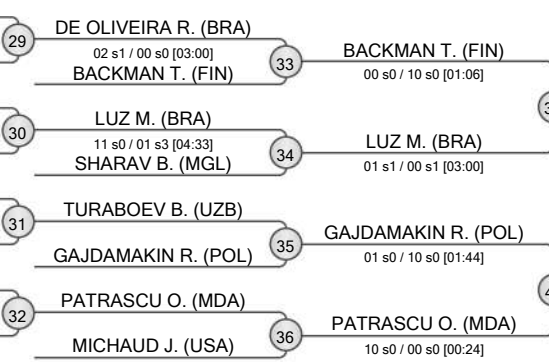 29
DE OLIVEIRA R. (BRA)
02 s1 / 00 s0 [03:00]
BACKMAN T. (FIN)
33
BACKMAN T. (FIN)
00 s0 / 10 s0 [01:06]
30
LUZ M. (BRA)
11 s0 / 01 s3 [04:33]
SHARAV B. (MGL)
34
LUZ M. (BRA)
01 s1 / 00 s1 [03:00]
31
TURABOEV B. (UZB)
GAJDAMAKIN R. (POL)
35
GAJDAMAKIN R. (POL)
01 s0 / 10 s0 [01:44]
32
PATRASCU O. (MDA)
MICHAUD J. (USA)
36
PATRASCU O. (MDA)
10 s0 / 00 s0 [00:24]